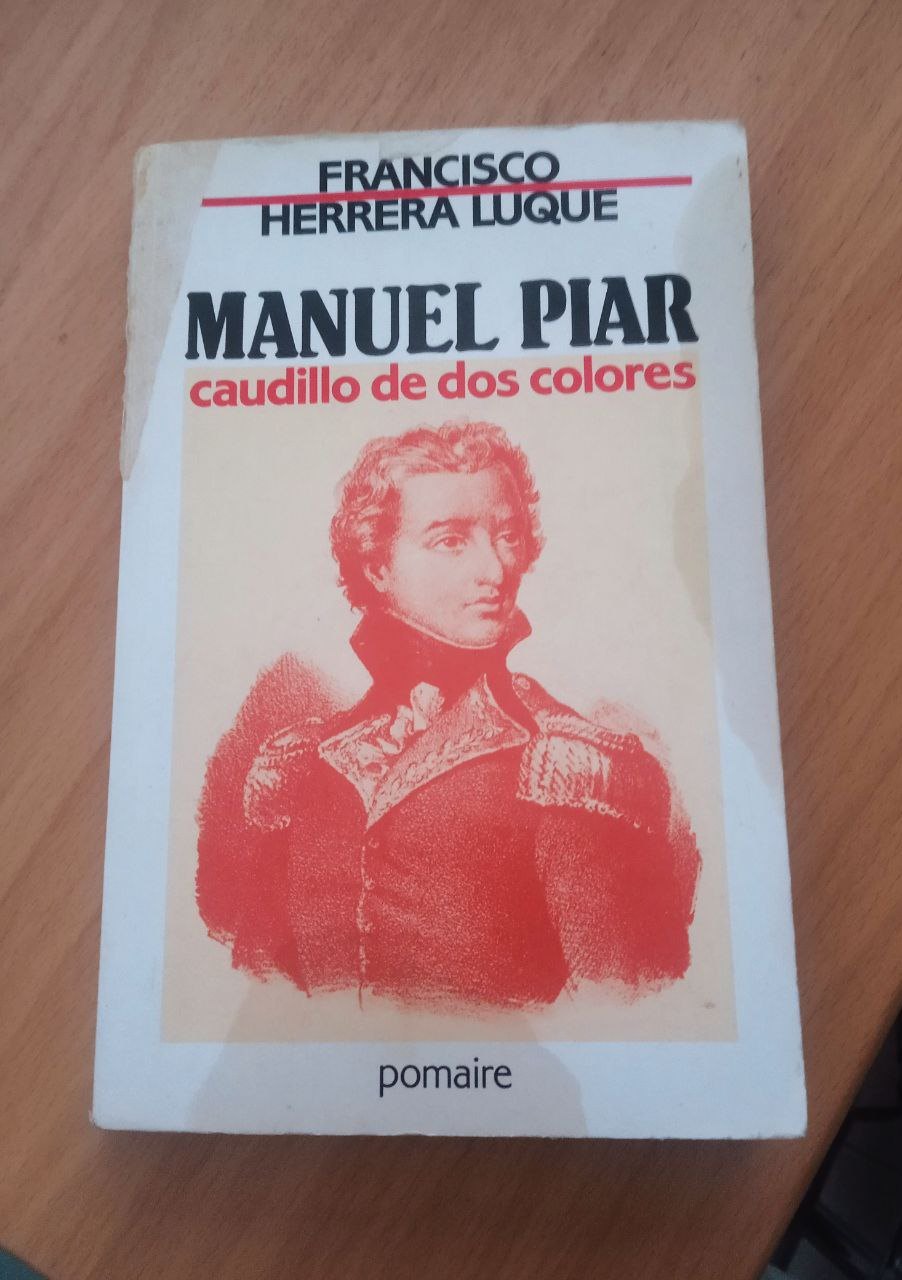 FRANCISCO
HERRERA LUQUE
MANUEL PIAR
caudillo de dos colores
pomaire